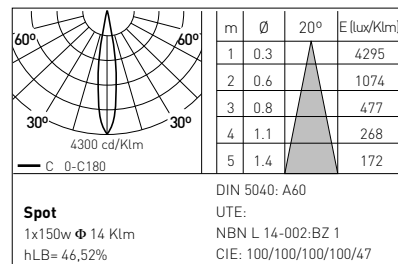 60º 60º
30º 30º
4300 cd/Klm
C 0-C180
m Ø 20º E (lux/Klm)
1 0.3 4295
2 0.6 1074
3 0.8 477
4 1.1 268
5 1.4 172
Spot
1x150w Φ 14 Klm
hLB= 46,52%
DIN 5040: A60
UTE:
NBN L 14-002:BZ 1
CIE: 100/100/100/100/47